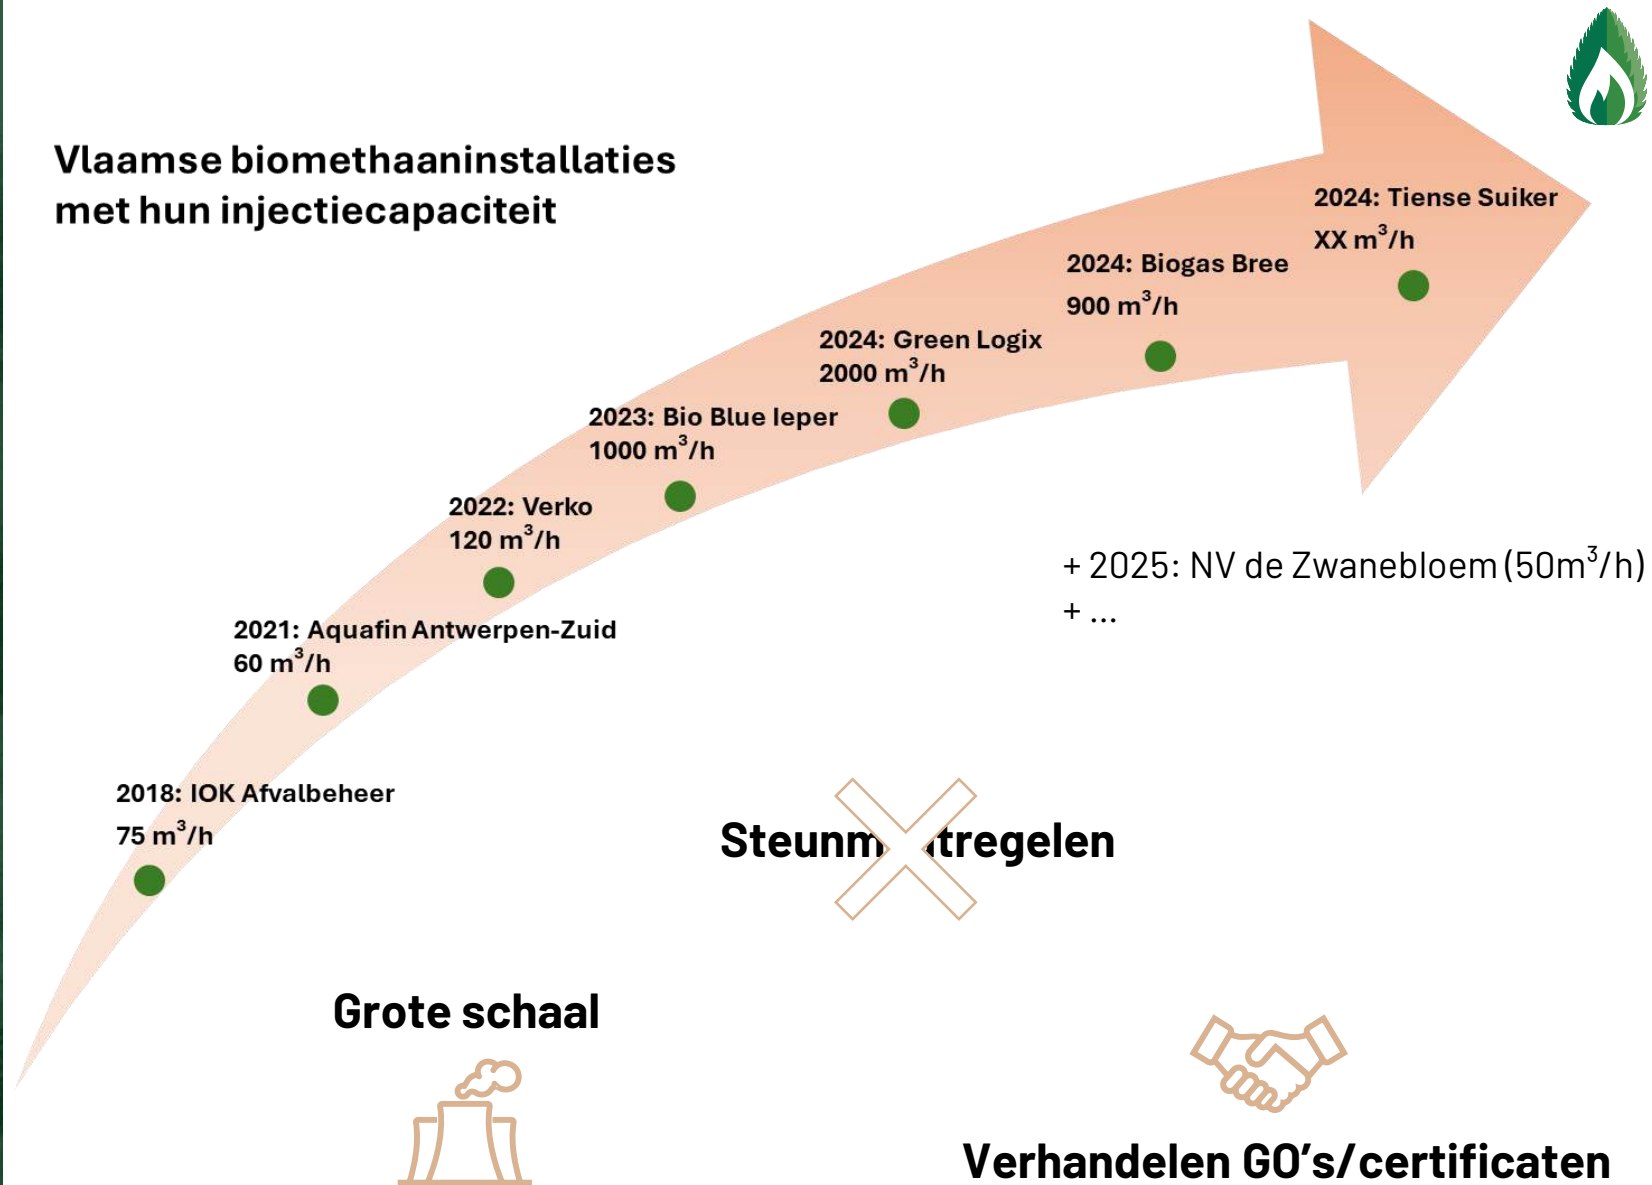 Vlaamse biomethaaninstallaties
met hun injectiecapaciteit
2024: Tiense Suiker
XX m³/h
2024: Biogas Bree
900 m³/h
2024: Green Logix
2000 m³/h
2023: Bio Blue Ieper
1000 m³/h
2022: Verko
120 m³/h
2021: Aquafin Antwerpen-Zuid
60 m³/h
2018: IOK Afvalbeheer
75 m³/h
+ 2025: NV de Zwanebloem (50m³/h)
+ ...
Steunmaatregelen
Grote schaal
Verhandelen GO's/certificaten